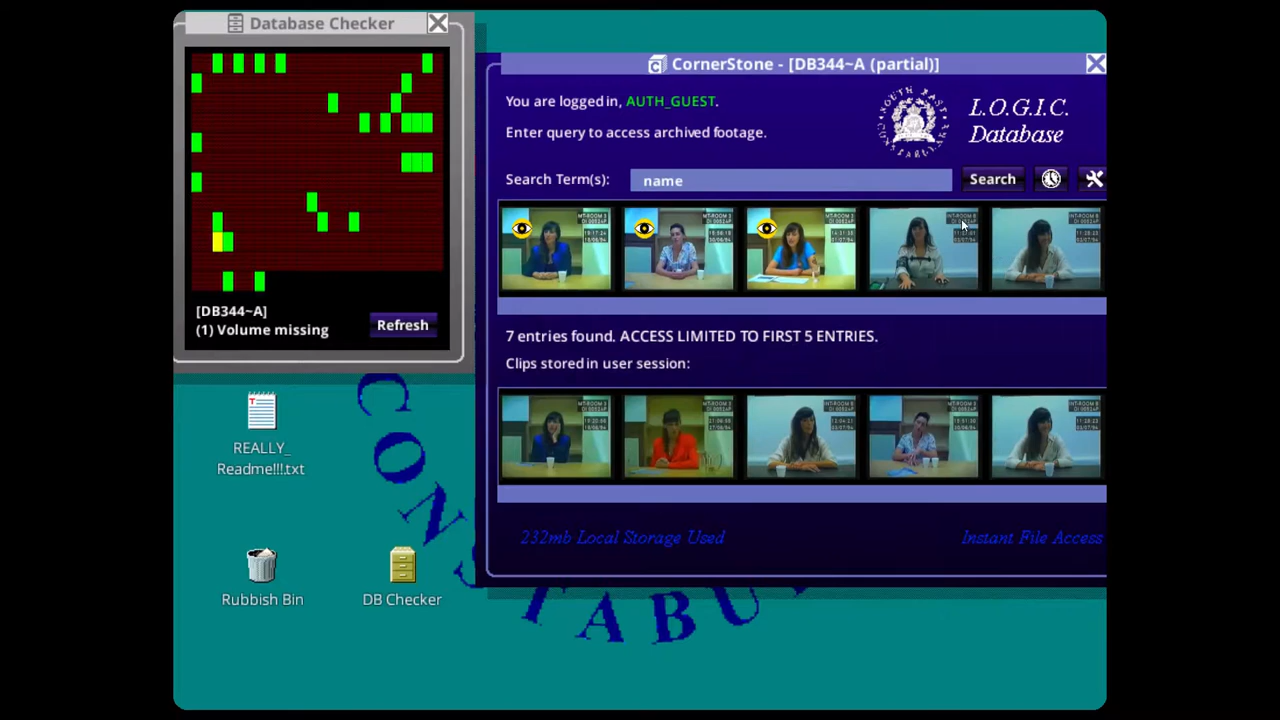 Database Checker
[DB344~A]
(1) Volume missing
Refresh
CornerStone - [DB344~A (partial)]
You are logged in, AUTH_GUEST.
Enter query to access archived footage.
L.O.G.I.C.
Database
Search Term(s):
name
Search
7 entries found. ACCESS LIMITED TO FIRST 5 ENTRIES.
Clips stored in user session:
232mb Local Storage Used
Instant File Access
REALLY_
Readme!!!.txt
Rubbish Bin
DB Checker
CONSTABU